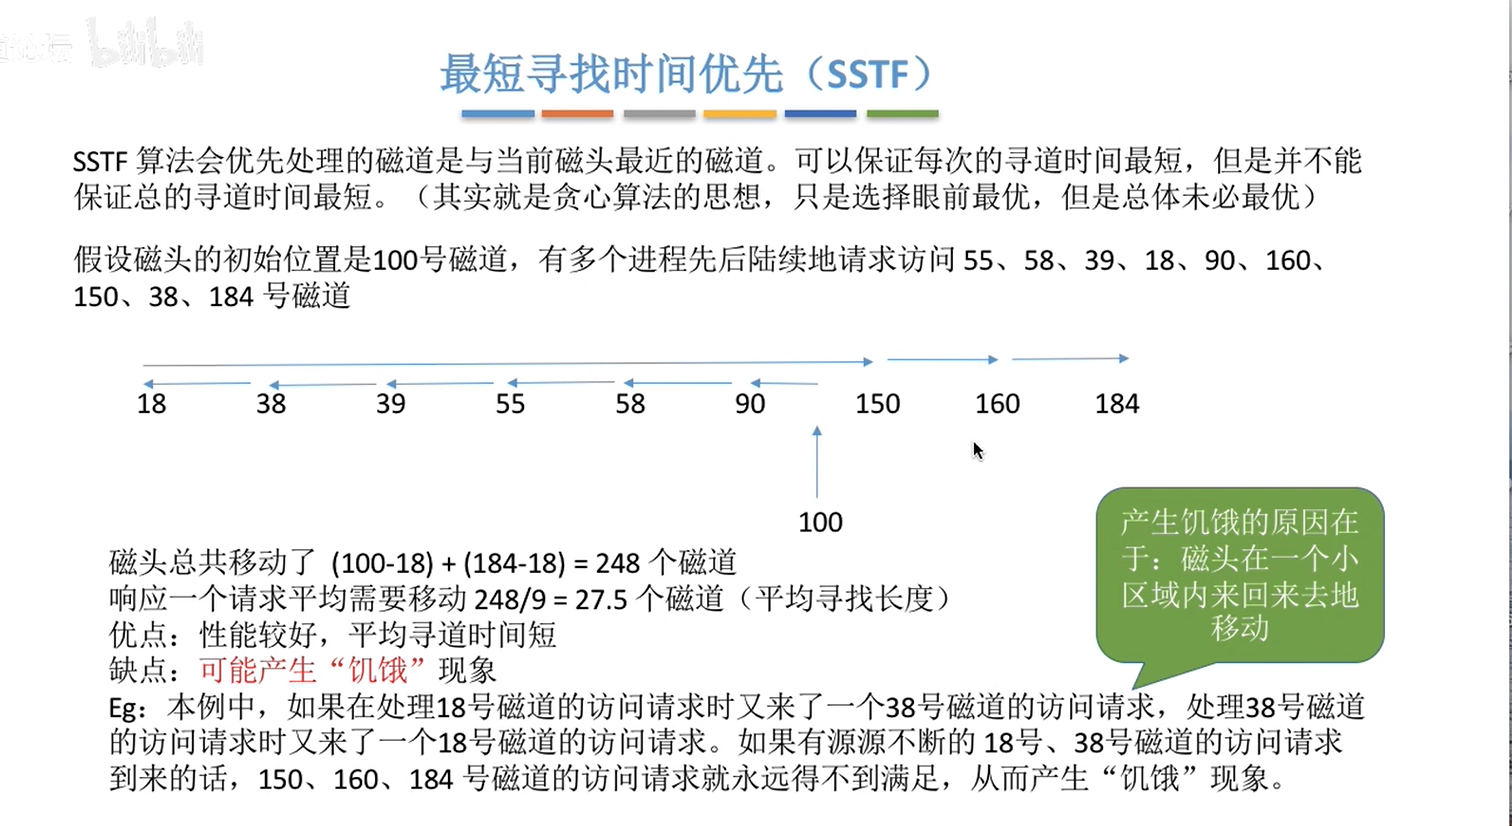 论坛 bilibili
最短寻找时间优先（SSTF）
SSTF 算法会优先处理的磁道是与当前磁头最近的磁道。可以保证每次的寻道时间最短，但是并不能
保证总的寻道时间最短。（其实就是贪心算法的思想，只是选择眼前最优，但是总体未必最优）
假设磁头的初始位置是100号磁道，有多个进程先后陆续地请求访问 55、58、39、18、90、160、
150、38、184 号磁道
18 38 39 55 58 90 150 160 184
100
磁头总共移动了 (100-18) + (184-18) = 248 个磁道
响应一个请求平均需要移动 248/9 = 27.5 个磁道（平均寻找长度）
优点：性能较好，平均寻道时间短
缺点：可能产生“饥饿”现象
产生饥饿的原因在
于：磁头在一个小
区域内来回来去地
移动
Eg：本例中，如果在处理18号磁道的访问请求时又来了一个38号磁道的访问请求，处理38号磁道
的访问请求时又来了一个18号磁道的访问请求。如果有源源不断的 18号、38号磁道的访问请求
到来的话，150、160、184 号磁道的访问请求就永远得不到满足，从而产生“饥饿”现象。